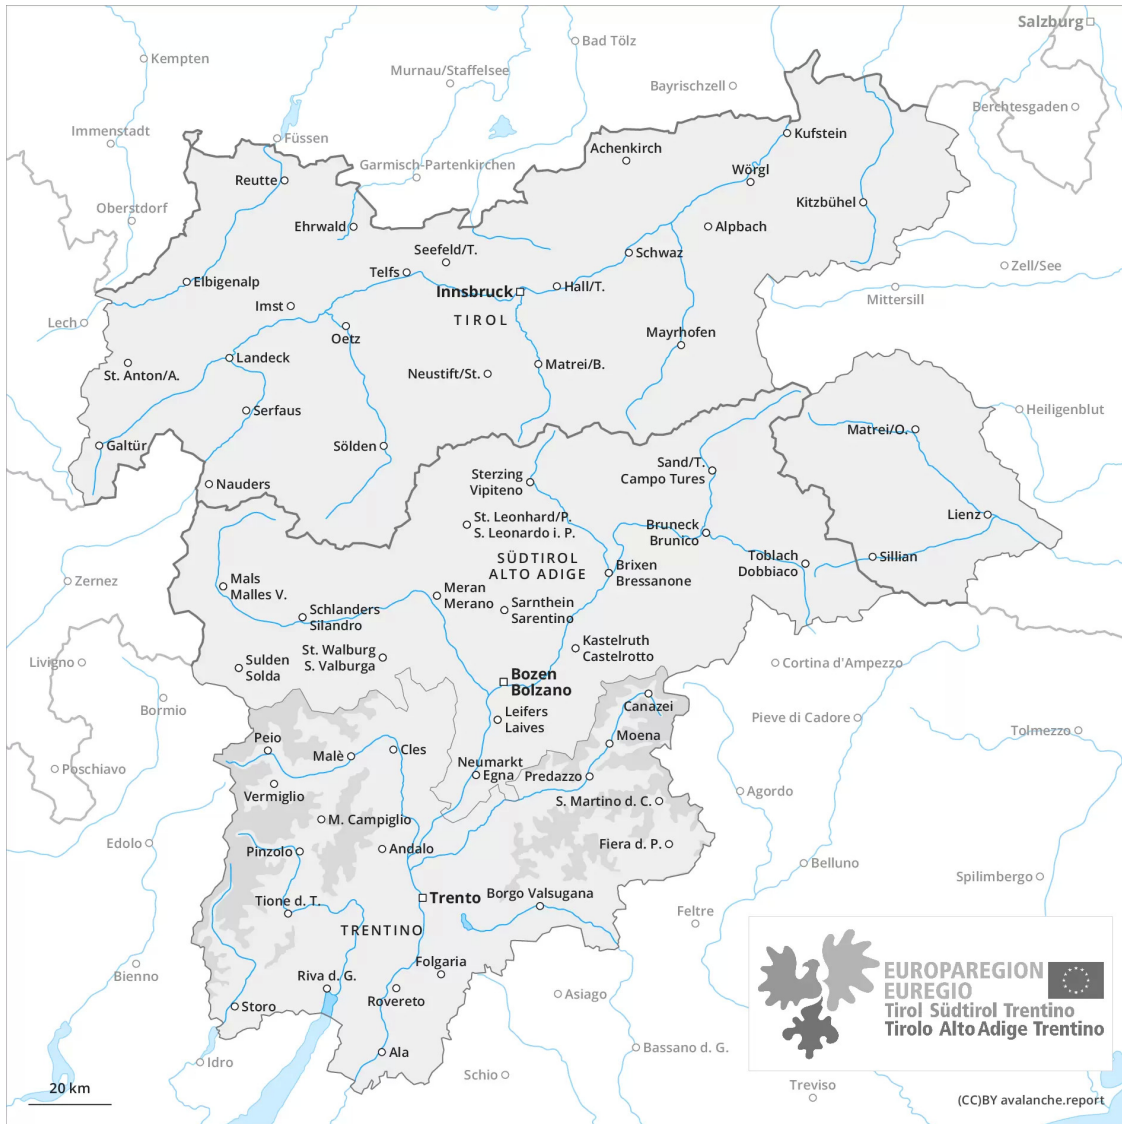 Salzburg
Bad Tölz
Kempten
Murnau/Staffelsee
Bayrischzell
Berchtesgaden
Immenstadt
Füssen
Kufstein
Achenkirch
Garmisch-Partenkirchen
Wörgl
Reutte
Kitzbühel
Oberstdorf
Ehrwald
Alpbach
Seefeld/T.
Schwaz
Zell/See
Telfs
Elbigenalp
Hall/T.
Innsbruck
Mittersill
Imst
TIROL
Lech
Oetz
Mayrhofen
Landeck
Matrei/B.
St. Anton/A.
Neustift/St.
Serfaus
Heiligenblut
Matrei/O.
Galtür
Sölden
Sand/T.
Campo Tures
Sterzing
Vipiteno
Nauders
St. Leonhard/P.
S. Leonardo i. P.
Lienz
Bruneck
Brunico
SÜDTIROL
ALTO ADIGE
Toblach
Dobbiaco
Sillian
Brixen
Bressanone
Zernez
Mals
Malles V.
Meran
Merano
Sarnthein
Sarentino
Schlanders
Silandro
Kastelruth
Castelrotto
St. Walburg
S. Valburga
Livigno
Sulden
Solda
Cortina d'Ampezzo
Bozen
Bolzano
Canazei
Bormio
Leifers
Laives
Pieve di Cadore
Tolmezzo
Peio
Moena
Malè
Cles
Neumarkt
Egna
Predazzo
Poschiavo
Vermiglio
Agordo
S. Martino d. C.
M. Campiglio
Edolo
Fiera d. P.
Pinzolo
Andalo
Belluno
Spilimbergo
Trento
Borgo Valsugana
Tione d. T.
Feltre
TRENTINO
Folgaria
EUROPAREGION
EUREGIO
Tirol Südtirol Trentino
Tirolo Alto Adige Trentino
Bienno
Riva d. G.
Rovereto
Asiago
Storo
Ala
Bassano d. G.
Idro
Schio
Treviso
20 km
(CC)BY avalanche.report